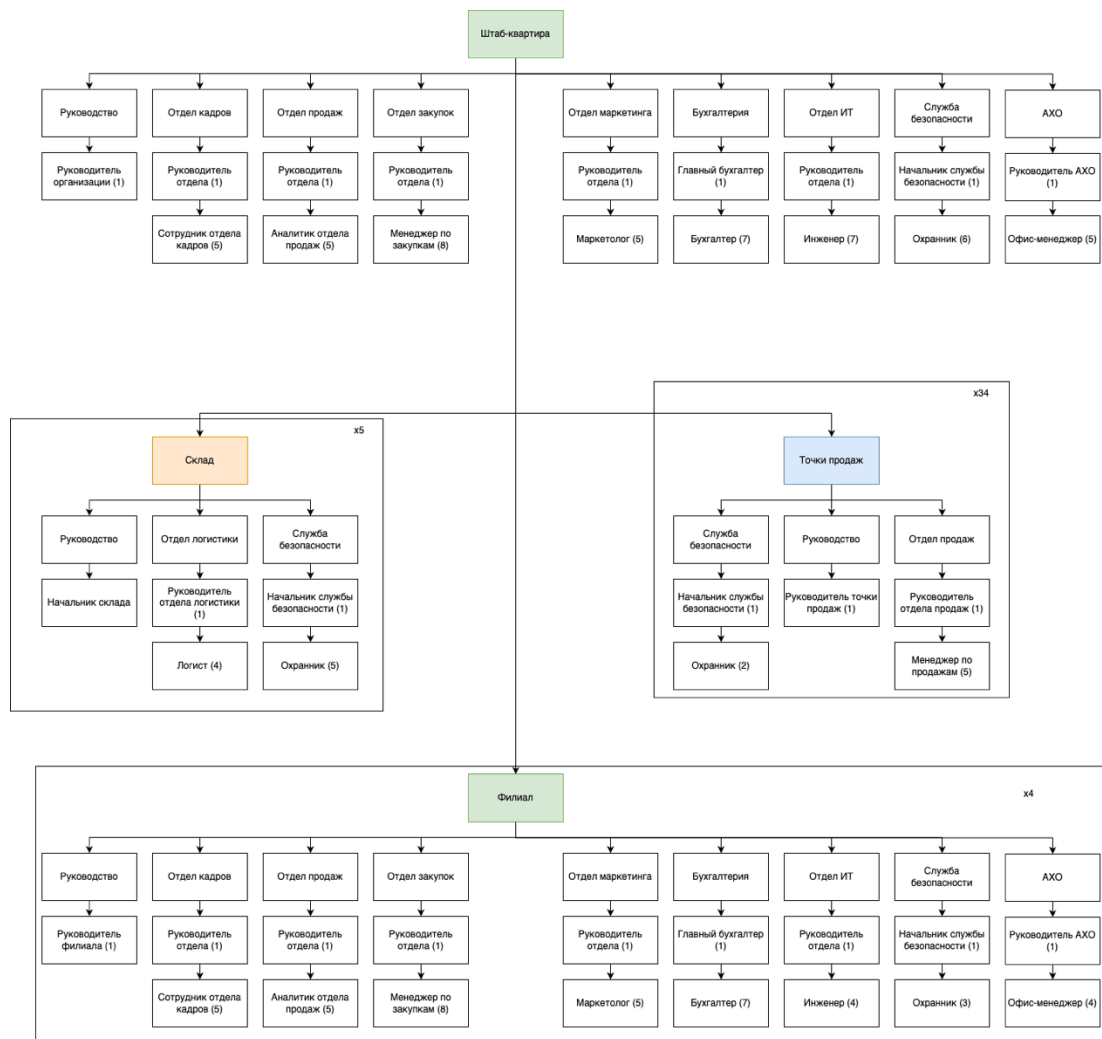 Штаб-квартира
Руководство
Отдел кадров
Отдел продаж
Отдел закупок
Отдел маркетинга
Бухгалтерия
Отдел ИТ
Служба
безопасности
АХО
Руководитель
организации (1)
Руководитель
отдела (1)
Руководитель
отдела (1)
Руководитель
отдела (1)
Руководитель
отдела (1)
Главный бухгалтер
(1)
Руководитель
отдела (1)
Начальник службы
безопасности (1)
Руководитель АХО
(1)
Сотрудник отдела
кадров (5)
Аналитик отдела
продаж (5)
Менеджер по
закупкам (8)
Маркетолог (5)
Бухгалтер (7)
Инженер (7)
Охранник (6)
Офис-менеджер (5)
x5
Склад
Руководство
Отдел логистики
Служба
безопасности
Начальник склада
Руководитель
отдела логистики
(1)
Начальник службы
безопасности (1)
Логист (4)
Охранник (5)
x34
Точки продаж
Служба
безопасности
Руководство
Отдел продаж
Начальник службы
безопасности (1)
Руководитель точки
продаж (1)
Руководитель
отдела продаж (1)
Охранник (2)
Менеджер по
продажам (5)
Филиал
x4
Руководство
Отдел кадров
Отдел продаж
Отдел закупок
Отдел маркетинга
Бухгалтерия
Отдел ИТ
Служба
безопасности
АХО
Руководитель
филиала (1)
Руководитель
отдела (1)
Руководитель
отдела (1)
Руководитель
отдела (1)
Руководитель
отдела (1)
Главный бухгалтер
(1)
Руководитель
отдела (1)
Начальник службы
безопасности (1)
Руководитель АХО
(1)
Сотрудник отдела
кадров (5)
Аналитик отдела
продаж (5)
Менеджер по
закупкам (8)
Маркетолог (5)
Бухгалтер (7)
Инженер (4)
Охранник (3)
Офис-менеджер (4)